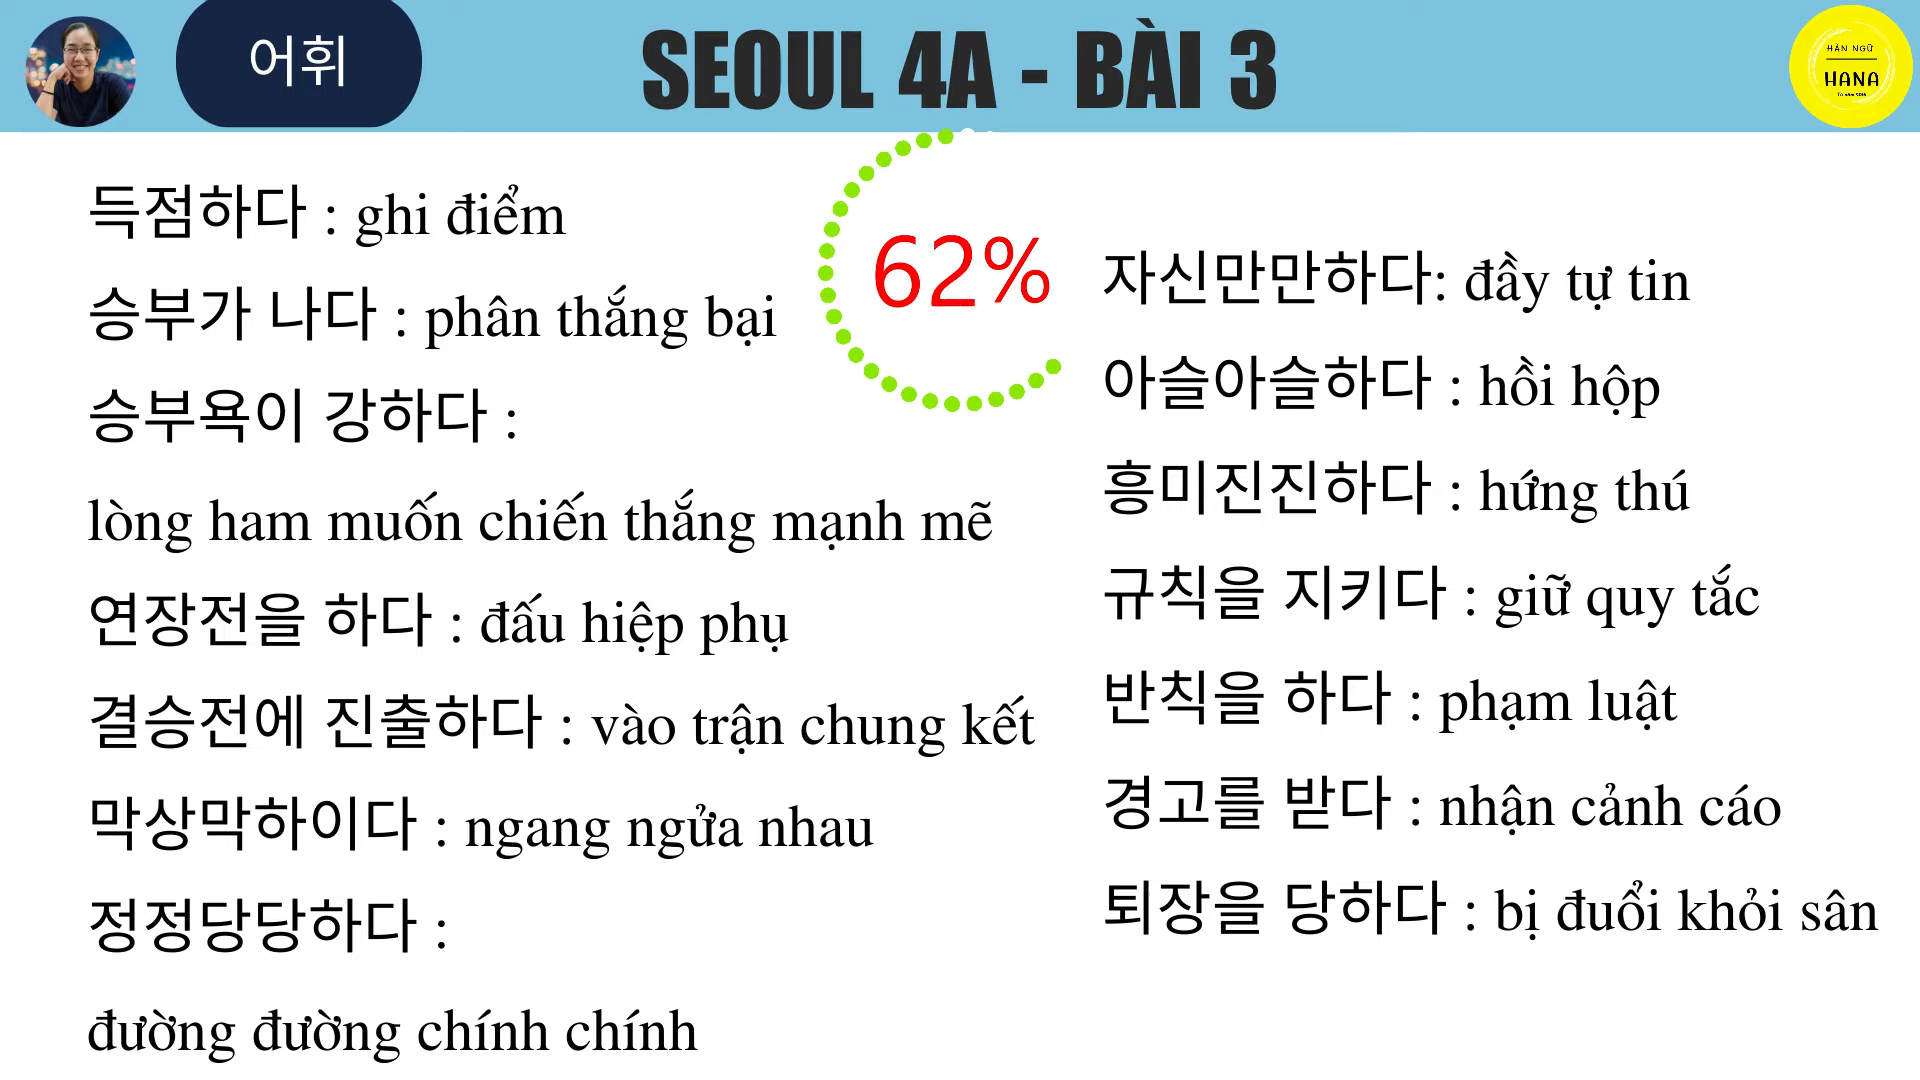 어휘
SEOUL 4A - BÀI 3
HÀN NGỮ
HANA
득점하다 : ghi điểm
승부가 나다 : phân thắng bại
승부욕이 강하다 :
lòng ham muốn chiến thắng mạnh mẽ
연장전을 하다 : đấu hiệp phụ
결승전에 진출하다 : vào trận chung kết
막상막하이다 : ngang ngửa nhau
정정당당하다 :
đường đường chính chính
62%
자신만만하다: đầy tự tin
아슬아슬하다 : hồi hộp
흥미진진하다 : hứng thú
규칙을 지키다 : giữ quy tắc
반칙을 하다 : phạm luật
경고를 받다 : nhận cảnh cáo
퇴장을 당하다 : bị đuổi khỏi sân